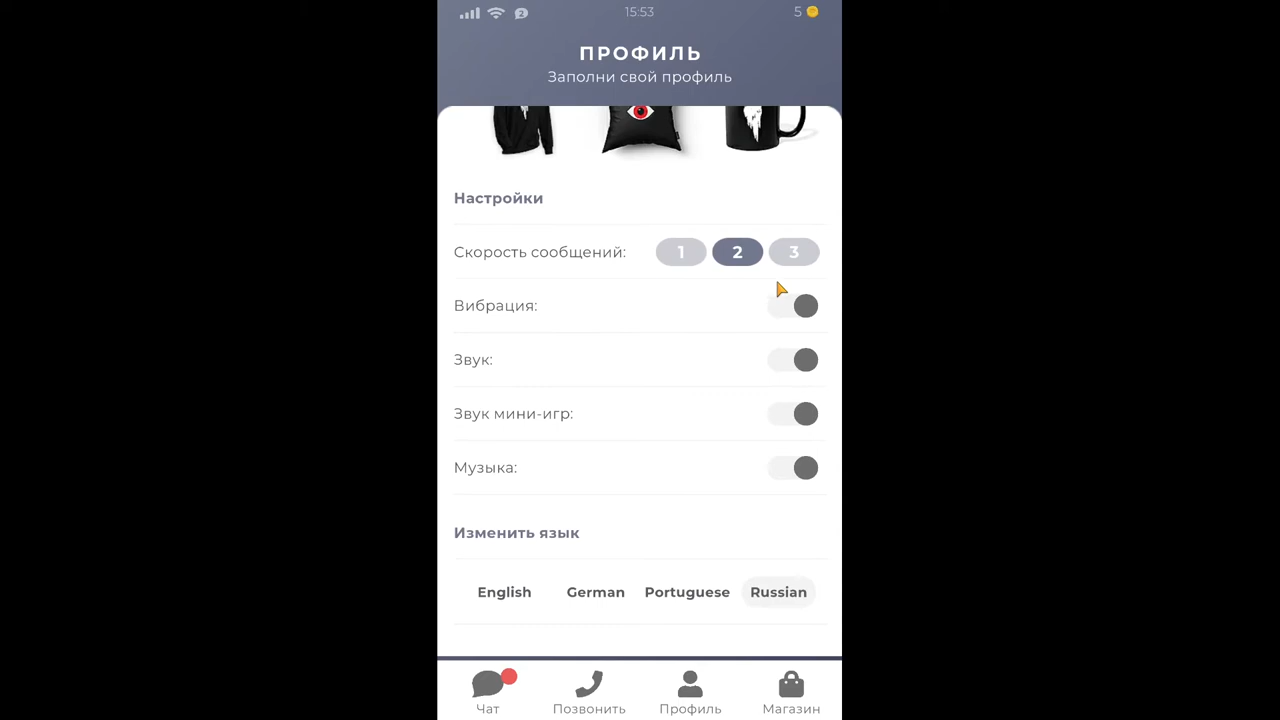 2
15:53
5
ПРОФИЛЬ
Заполни свой профиль
Настройки
Скорость сообщений: 1 2 3
Вибрация:
Звук:
Звук мини-игр:
Музыка:
Изменить язык
English German Portuguese Russian
Чат Позвонить Профиль Магазин